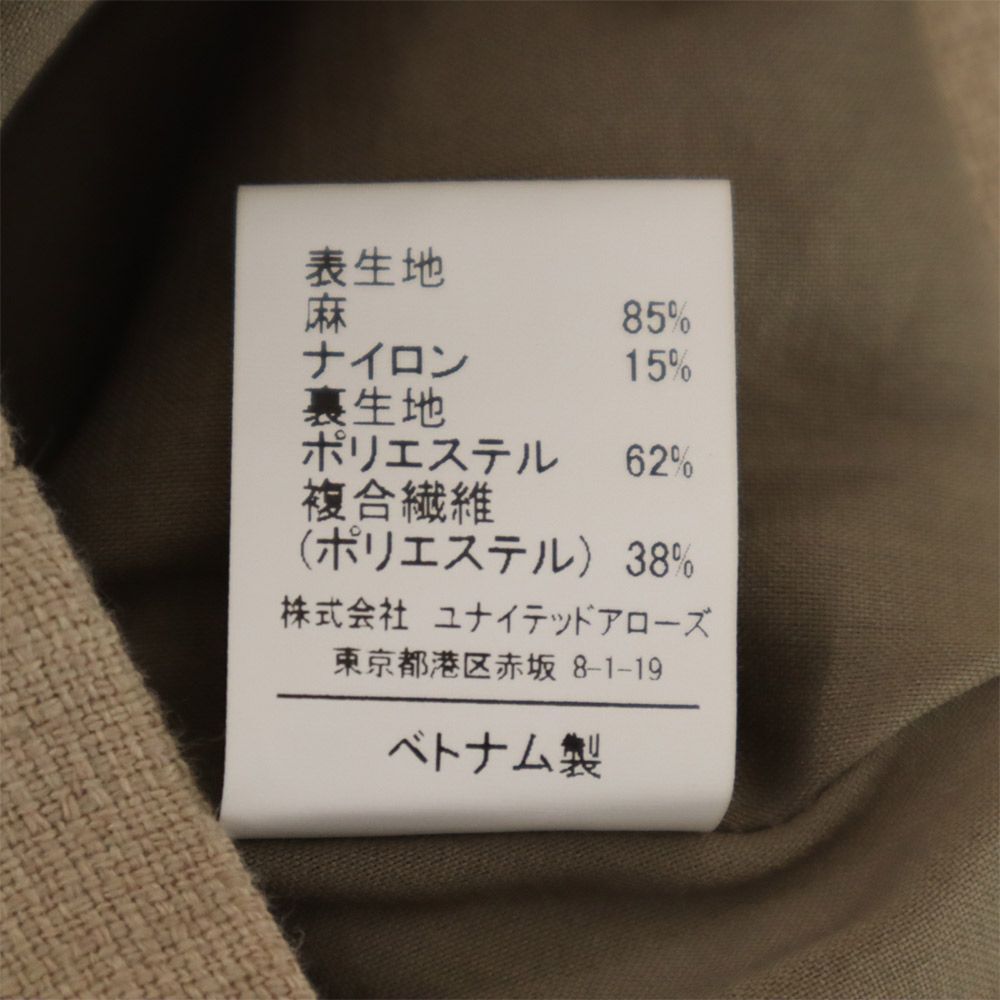 表生地
麻 85%
ナイロン 15%
裏生地
ポリエステル 62%
複合繊維
(ポリエステル) 38%
株式会社 ユナイテッドアローズ
東京都港区赤坂 8-1-19
ベトナム製